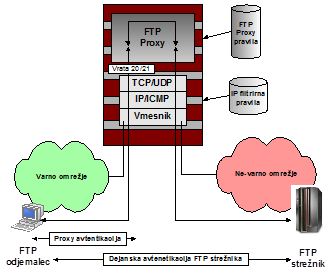 FTP
Proxy
FTP
Proxy
pravila
Vrata 20/21
TCP/UDP
IP/ICMP
Vmesnik
IP filtrirna
pravila
Varno omrežje
Ne-varno omrežje
FTP
odjemalec
Proxy avtentikacija
Dejanska avtenetikacija FTP strežnika
FTP
strežnik